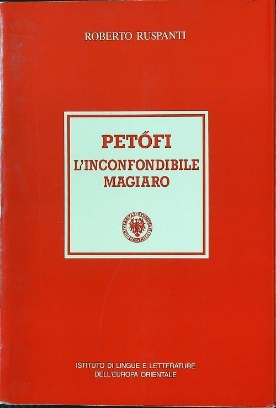 ROBERTO RUSPANTI
PETŐFI
L'INCONFONDIBILE
MAGIARO
ISTITUTO DI LINGUE E LETTERATURE
DELL'EUROPA ORIENTALE